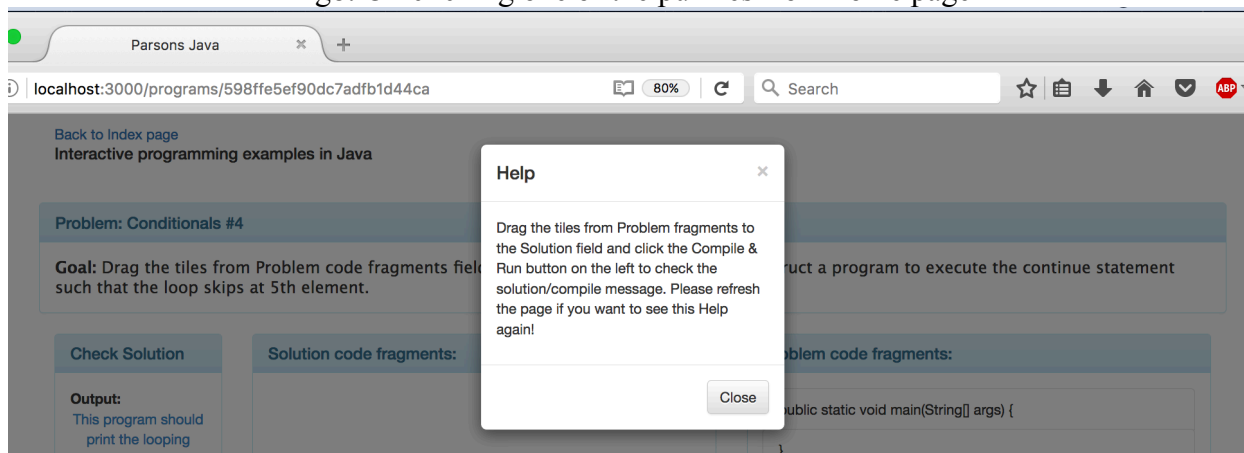 Parsons Java
localhost:3000/programs/598ffe5ef90dc7adfb1d44ca
80%
Search
ABP
Back to Index page
Interactive programming examples in Java
Help
Drag the tiles from Problem fragments to
the Solution field and click the Compile &
Run button on the left to check the
solution/compile message. Please refresh
the page if you want to see this Help
again!
Close
Problem: Conditionals #4
Goal: Drag the tiles from Problem code fragments ruct a program to execute the continue statement
such that the loop skips at 5th element.
Check Solution
Output:
This program should
print the looping
Solution code fragments:
blem code fragments:
public static void main(String[] args) {
}